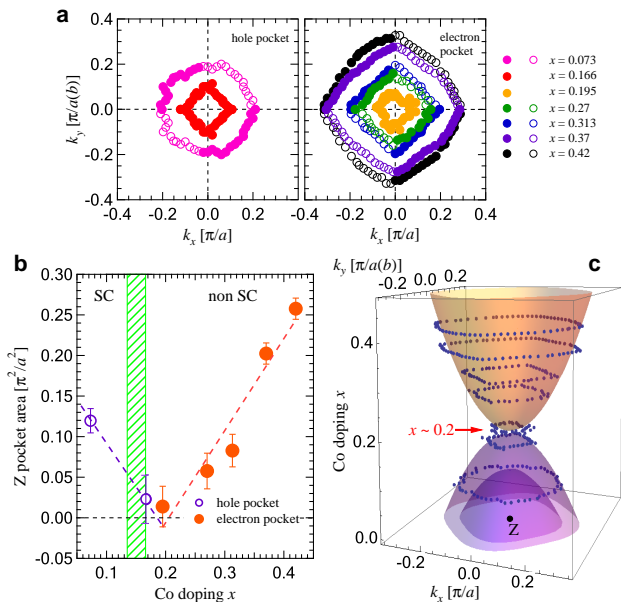 a
hole pocket
electron
pocket
k_y [π/a(b)]
0.4
0.2
0.0
-0.2
-0.4
-0.4 -0.2 0.0 0.2 -0.4 -0.2 0.0 0.2 0.4
k_x [π/a] k_x [π/a]
x = 0.073
x = 0.166
x = 0.195
x = 0.27
x = 0.313
x = 0.37
x = 0.42
b
SC
non SC
Z pocket area [π²/a²]
0.30
0.25
0.20
0.15
0.10
0.05
0.00
-0.05
hole pocket
electron pocket
0.1 0.2 0.3 0.4
Co doping x
c
k_y [π/a(b)]
-0.2 0.0 0.2
Co doping x
0.4
0.2
0.0
x ~ 0.2
Z
-0.2 0.0 0.2
k_x [π/a]